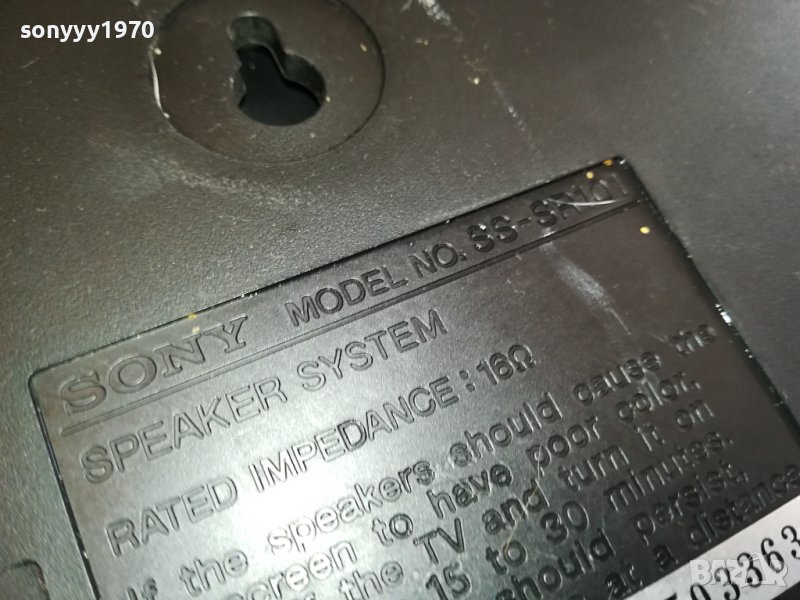 sonyyy1970
SONY MODEL NO. SS-SR101
SPEAKER SYSTEM
RATED IMPEDANCE : 16Ω
If the speakers should cause the
screen to have poor color,
the TV and turn it on
15 to 30 minutes.
should persist,
at a distance
03363